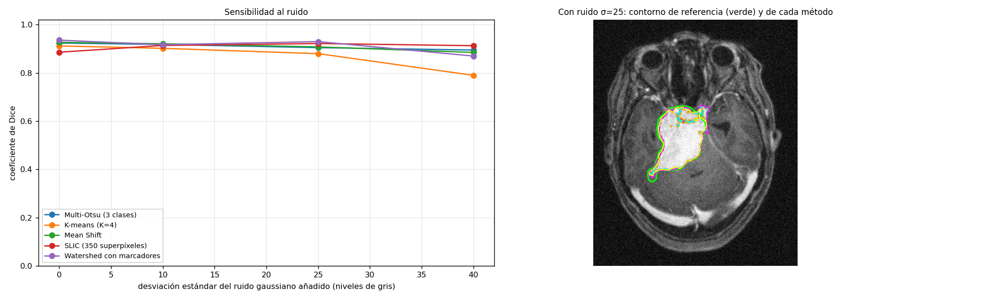 Sensibilidad al ruido
coeficiente de Dice
1.0
0.8
0.6
0.4
0.2
0.0
Multi-Otsu (3 clases)
K-means (K=4)
Mean Shift
SLIC (350 superpíxeles)
Watershed con marcadores
0 5 10 15 20 25 30 35 40
desviación estándar del ruido gaussiano añadido (niveles de gris)
Con ruido σ=25: contorno de referencia (verde) y de cada método